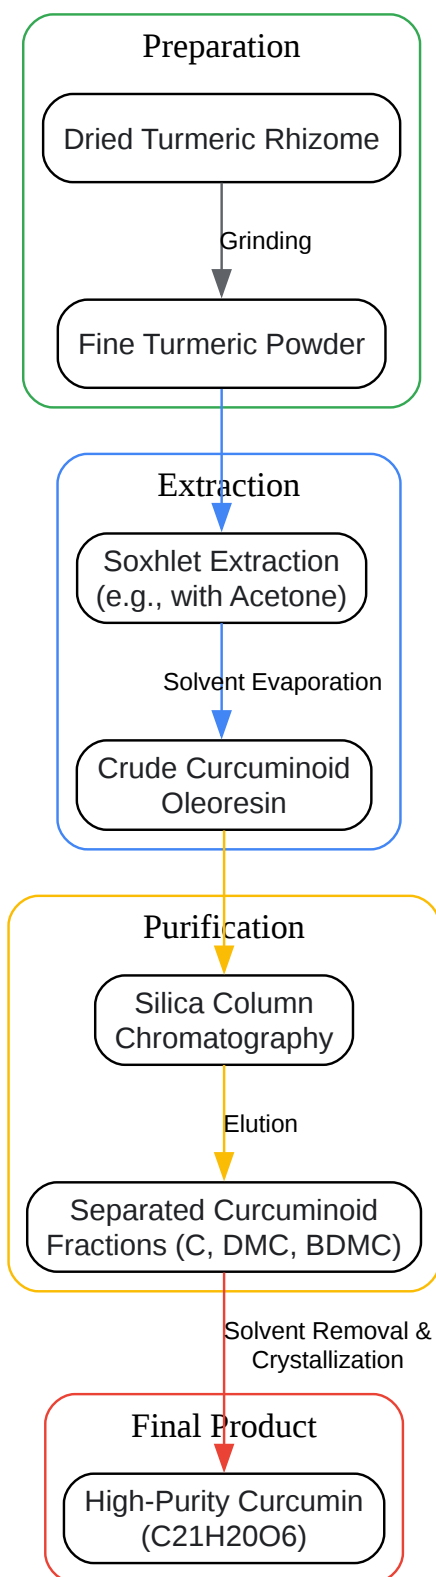 Preparation
Dried Turmeric Rhizome
Grinding
Fine Turmeric Powder
Extraction
Soxhlet Extraction
(e.g., with Acetone)
Solvent Evaporation
Crude Curcuminoid
Oleoresin
Purification
Silica Column
Chromatography
Elution
Separated Curcuminoid
Fractions (C, DMC, BDMC)
Solvent Removal &
Crystallization
Final Product
High-Purity Curcumin
(C21H20O6)